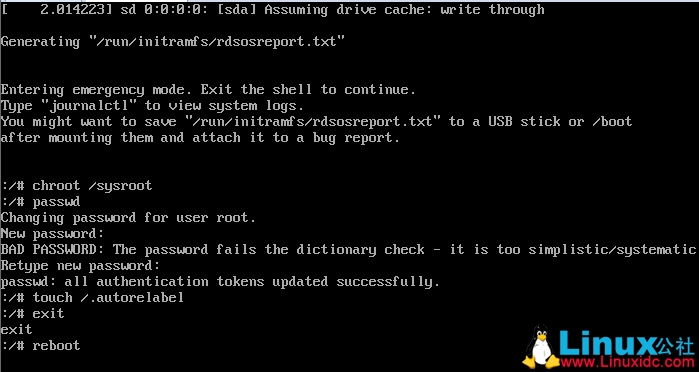 [    2.014223] sd 0:0:0:0: [sda] Assuming drive cache: write through
Generating "/run/initramfs/rdsosreport.txt"
Entering emergency mode. Exit the shell to continue.
Type "journalctl" to view system logs.
You might want to save "/run/initramfs/rdsosreport.txt" to a USB stick or /boot
after mounting them and attach it to a bug report.
:/# chroot /sysroot
:/# passwd
Changing password for user root.
New password:
BAD PASSWORD: The password fails the dictionary check - it is too simplistic/systematic
Retype new password:
passwd: all authentication tokens updated successfully.
:/# touch /.autorelabel
:/# exit
exit
:/# reboot
Linux公社
www.Linuxidc.com